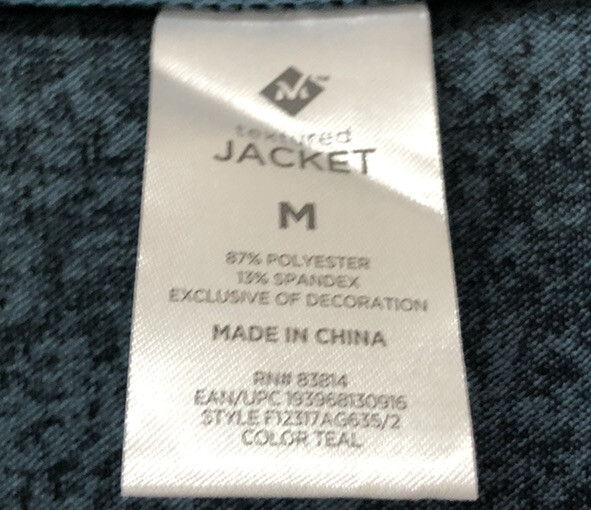 M™
textured
JACKET
M
87% POLYESTER
13% SPANDEX
EXCLUSIVE OF DECORATION
MADE IN CHINA
RN# 83814
EAN/UPC 193968130916
STYLE F12317AG635/2
COLOR TEAL